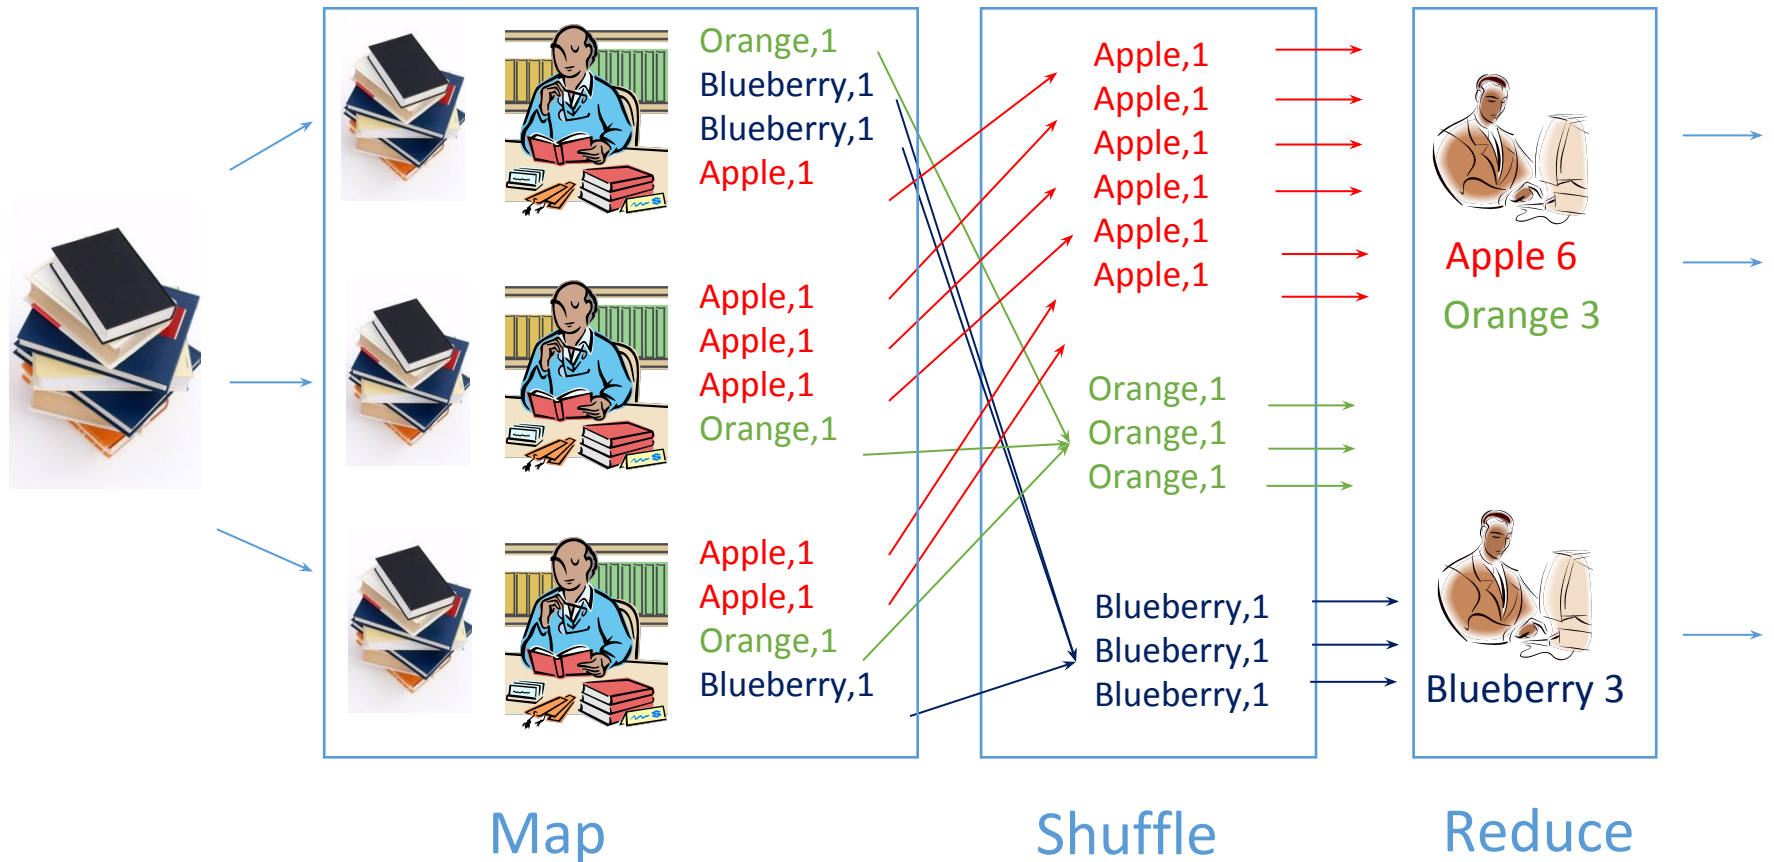 Orange,1
Blueberry,1
Blueberry,1
Apple,1
Apple,1
Apple,1
Apple,1
Orange,1
Apple,1
Apple,1
Orange,1
Blueberry,1
Apple,1
Apple,1
Apple,1
Apple,1
Apple,1
Apple,1
Orange,1
Orange,1
Orange,1
Blueberry,1
Blueberry,1
Blueberry,1
Apple 6
Orange 3
Blueberry 3
Map
Shuffle
Reduce